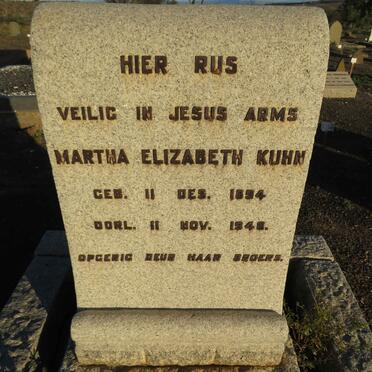 HIER RUS
VEILIG IN JESUS ARMS
MARTHA ELIZABETH KUHN
GEB. 11 DES. 1894
OORL. 11 NOV. 1948.
OPGERIG DEUR HAAR BROERS.